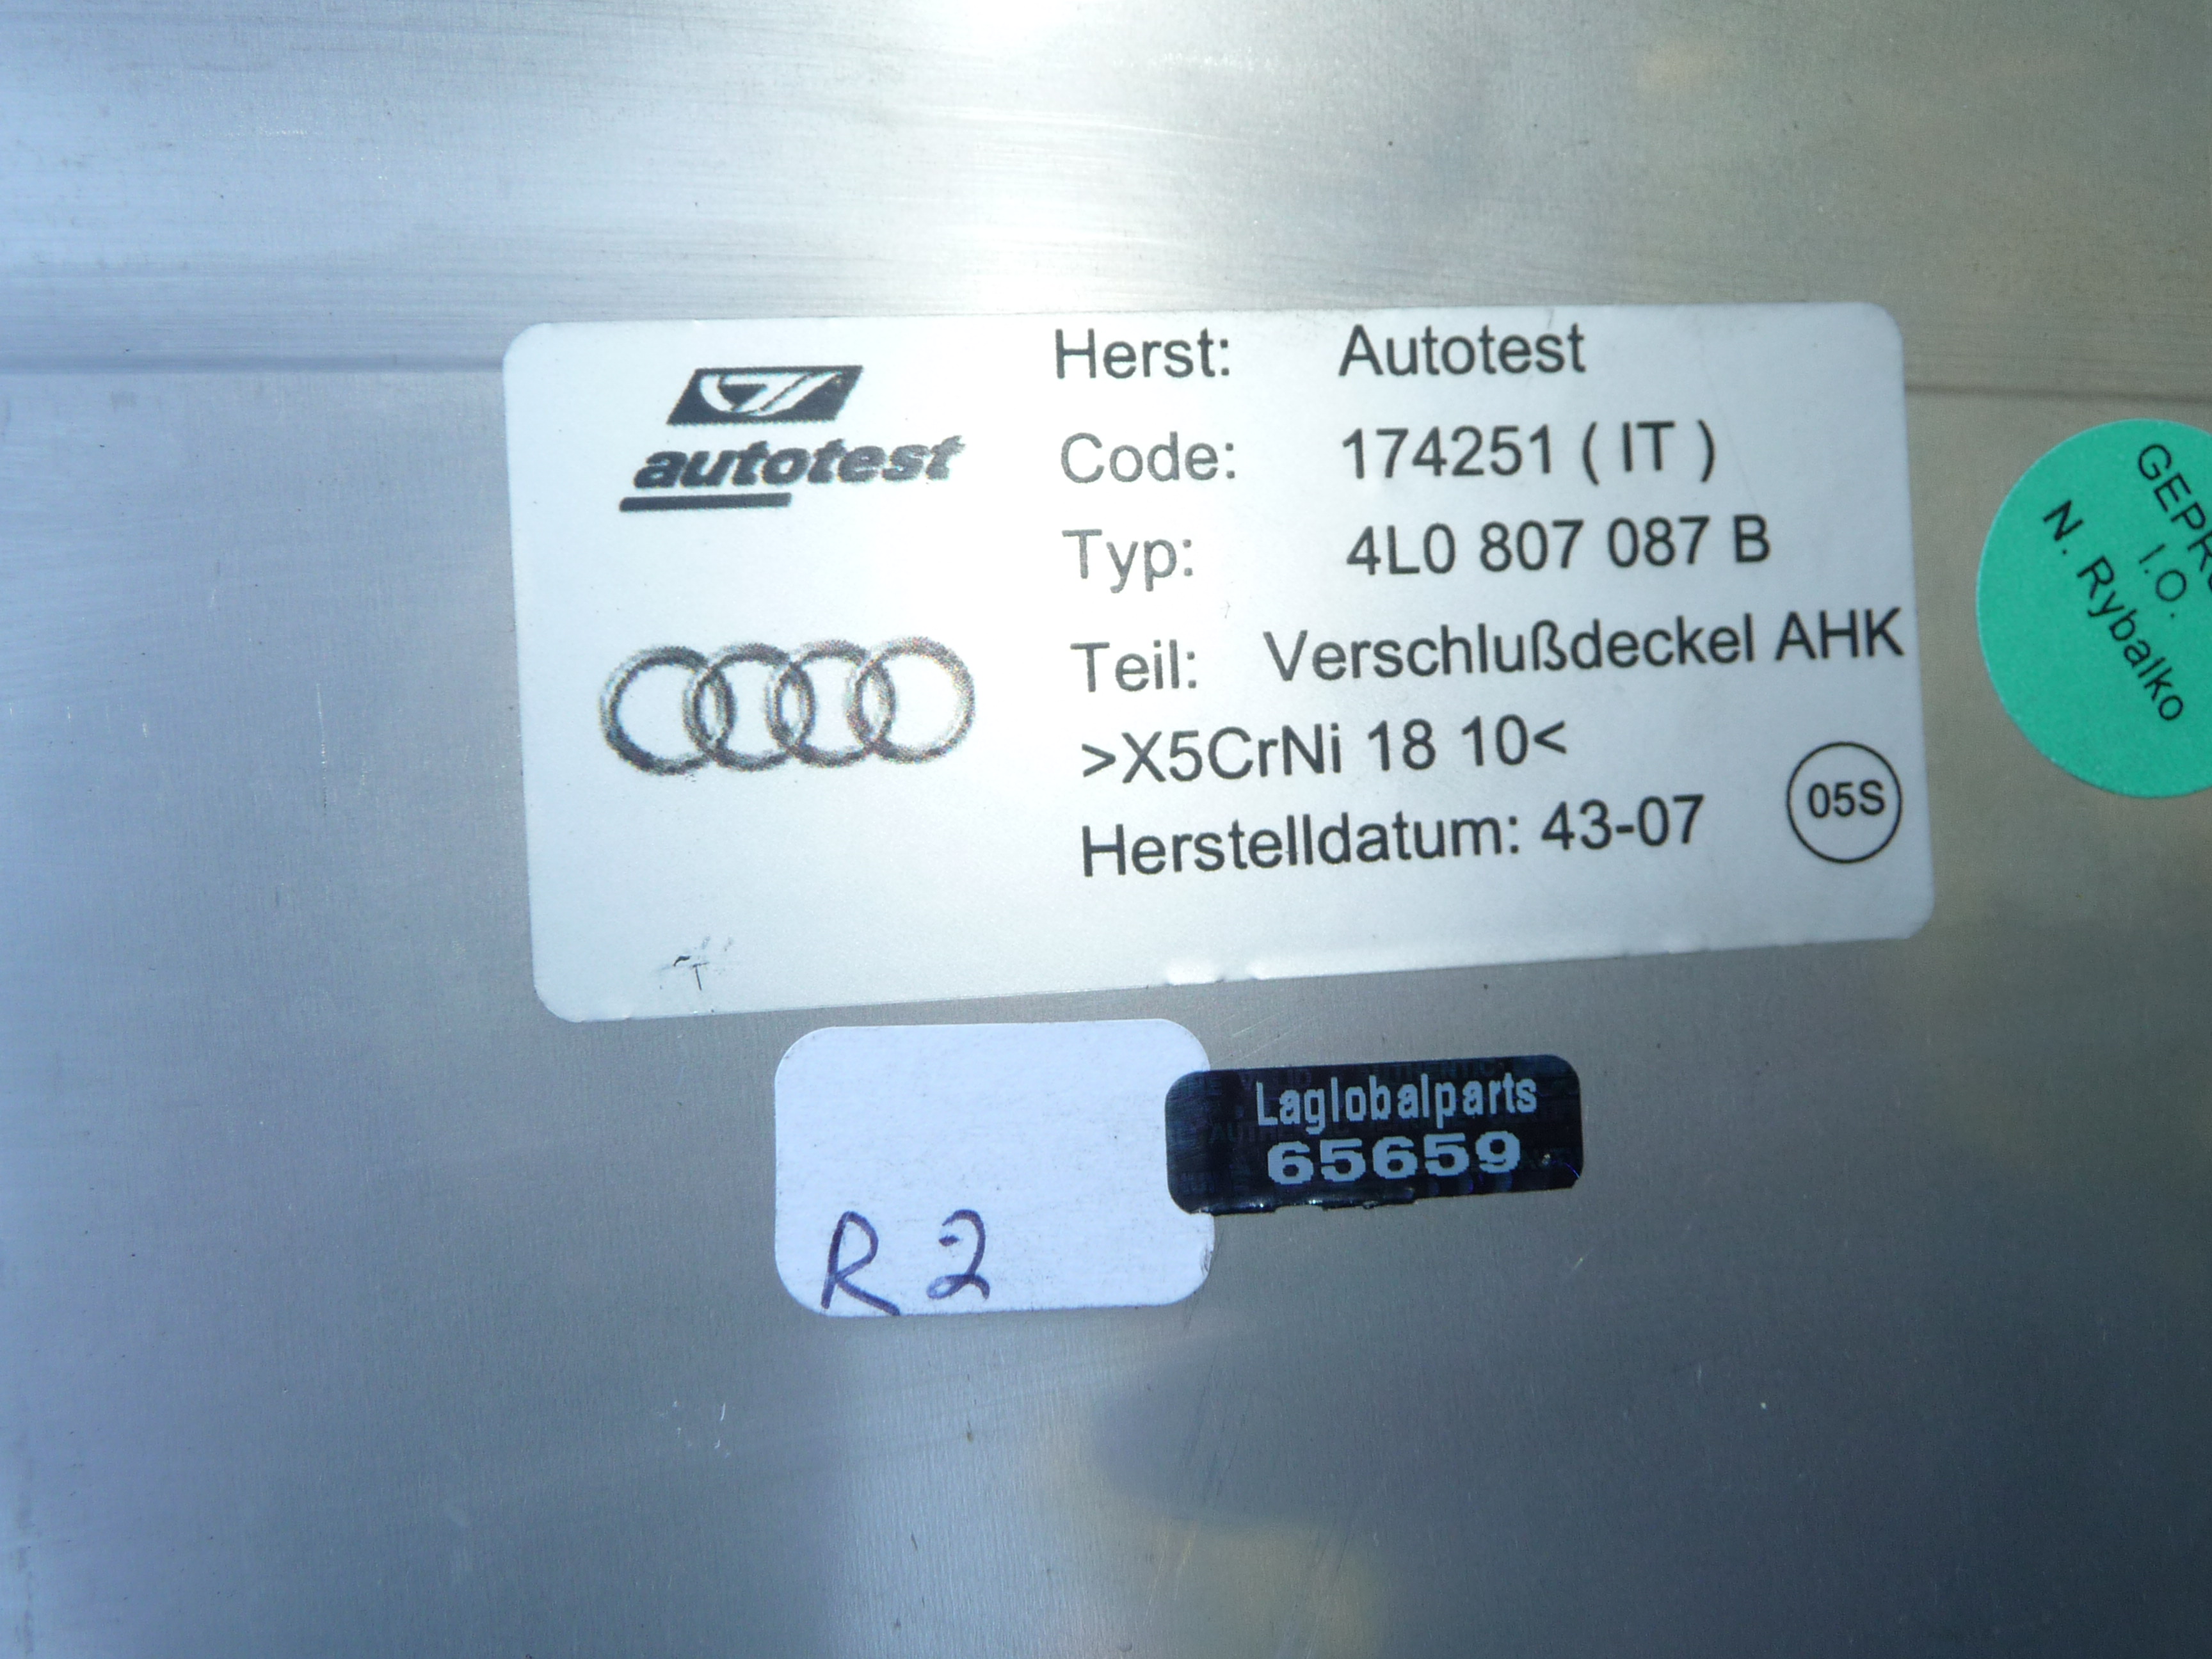 autotest
Herst: Autotest
Code: 174251 ( IT )
Typ: 4L0 807 087 B
Teil: Verschlußdeckel AHK
>X5CrNi 18 10<
Herstelldatum: 43-07
05S
I.O.
N. Rybalko
Laglobalparts
65659
R 2